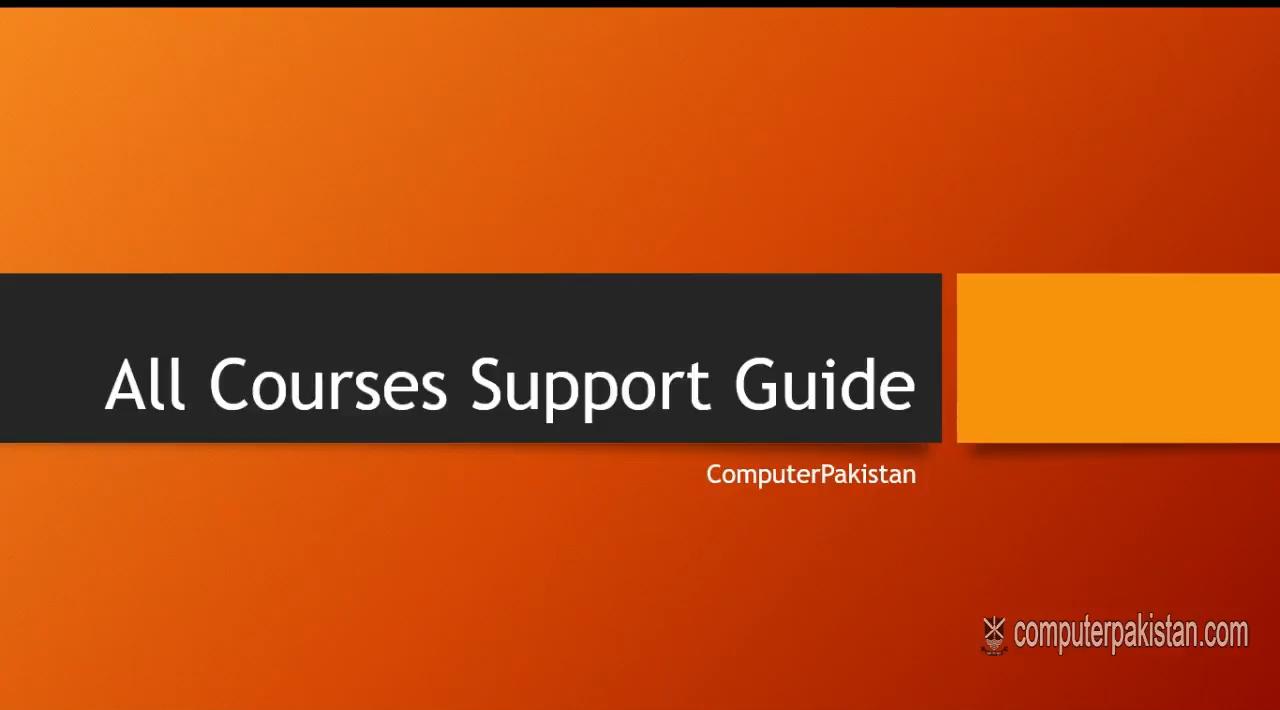 All Courses Support Guide
ComputerPakistan
computerpakistan.com